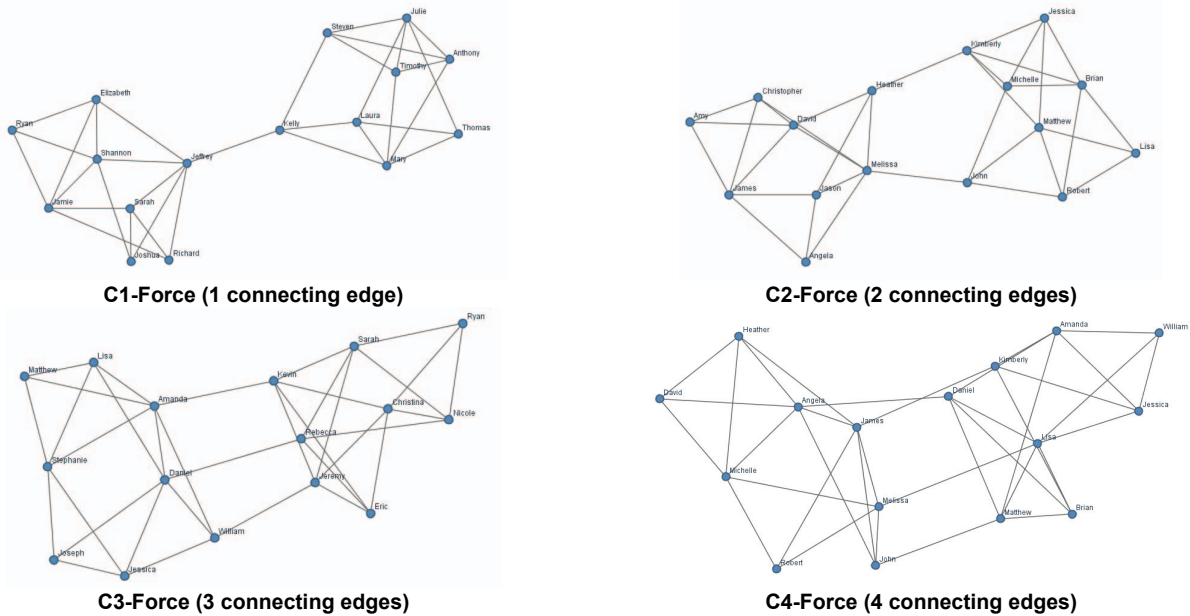 Julie
Steven
Anthony
Timothy
Elizabeth
Laura
Ryan
Kelly
Thomas
Shannon
Jeffrey
Mary
Jamie
Sarah
Joshua
Richard
C1-Force (1 connecting edge)
Jessica
Kimberly
Michelle
Brian
Heather
Christopher
Amy
David
Matthew
Lisa
Melissa
John
James
Jason
Robert
Angela
C2-Force (2 connecting edges)
Ryan
Sarah
Lisa
Matthew
Kevin
Amanda
Christina
Nicole
Rebecca
Stephanie
Daniel
Jeremy
Eric
William
Joseph
Jessica
C3-Force (3 connecting edges)
Amanda
William
Heather
Kimberly
David
Daniel
Angela
Jessica
James
Lisa
Michelle
Melissa
Matthew
Brian
Robert
John
C4-Force (4 connecting edges)